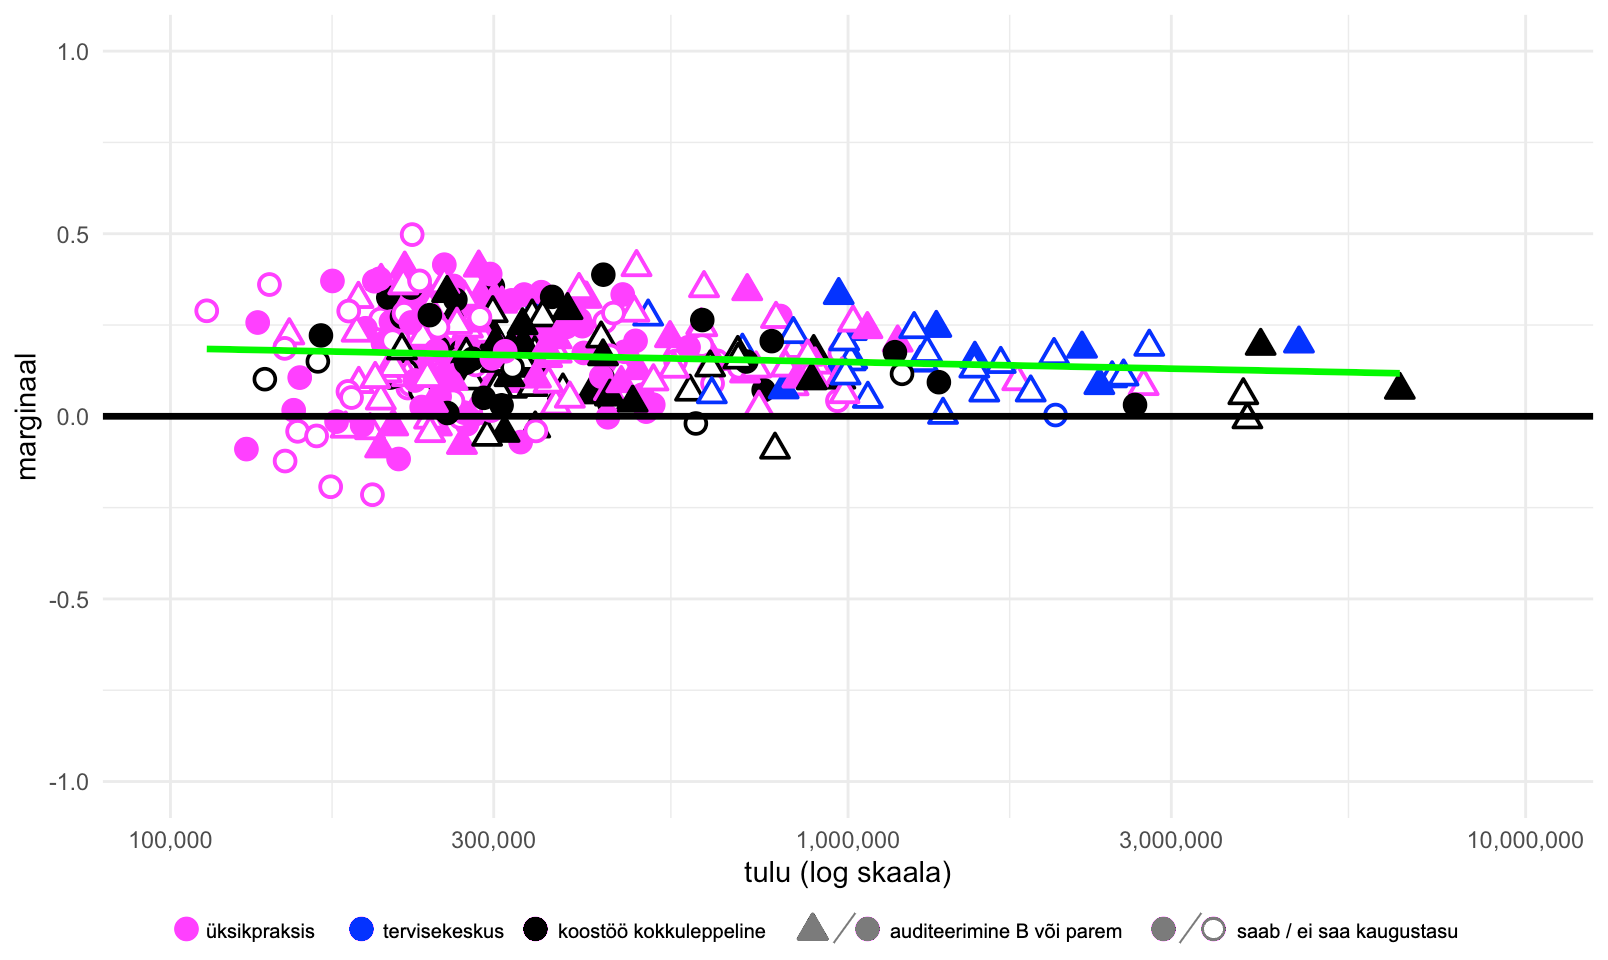 1.0
0.5
0.0
-0.5
-1.0
marginaal
100,000 300,000 1,000,000 3,000,000 10,000,000
tulu (log skaala)
üksikpraksis tervisekeskus koostöö kokkuleppeline / auditeerimine B või parem / saab / ei saa kaugustasu